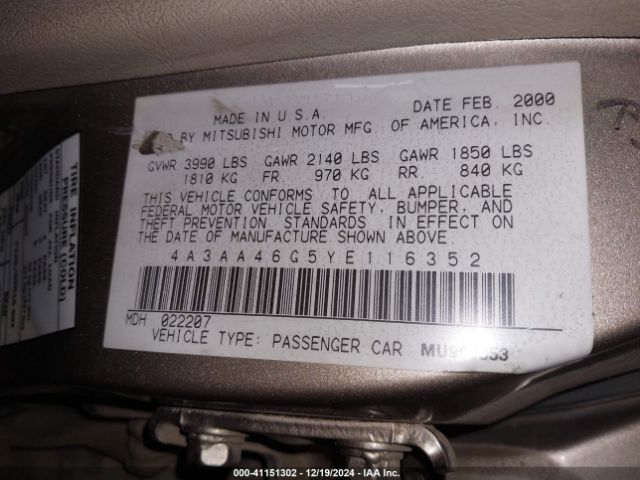 MADE IN U.S.A. DATE FEB. 2000
BY MITSUBISHI MOTOR MFG. OF AMERICA, INC.
GVWR 3990 LBS GAWR 2140 LBS GAWR 1850 LBS
1810 KG FR. 970 KG RR. 840 KG
THIS VEHICLE CONFORMS TO ALL APPLICABLE
FEDERAL MOTOR VEHICLE SAFETY, BUMPER, AND
THEFT PREVENTION STANDARDS IN EFFECT ON
THE DATE OF MANUFACTURE SHOWN ABOVE.
4A3AA46G5YE116352
MDH 022207
VEHICLE TYPE: PASSENGER CAR
TIRE INFLATION
PRESSURE (COLD)
000-41151302 - 12/19/2024 - IAA Inc.